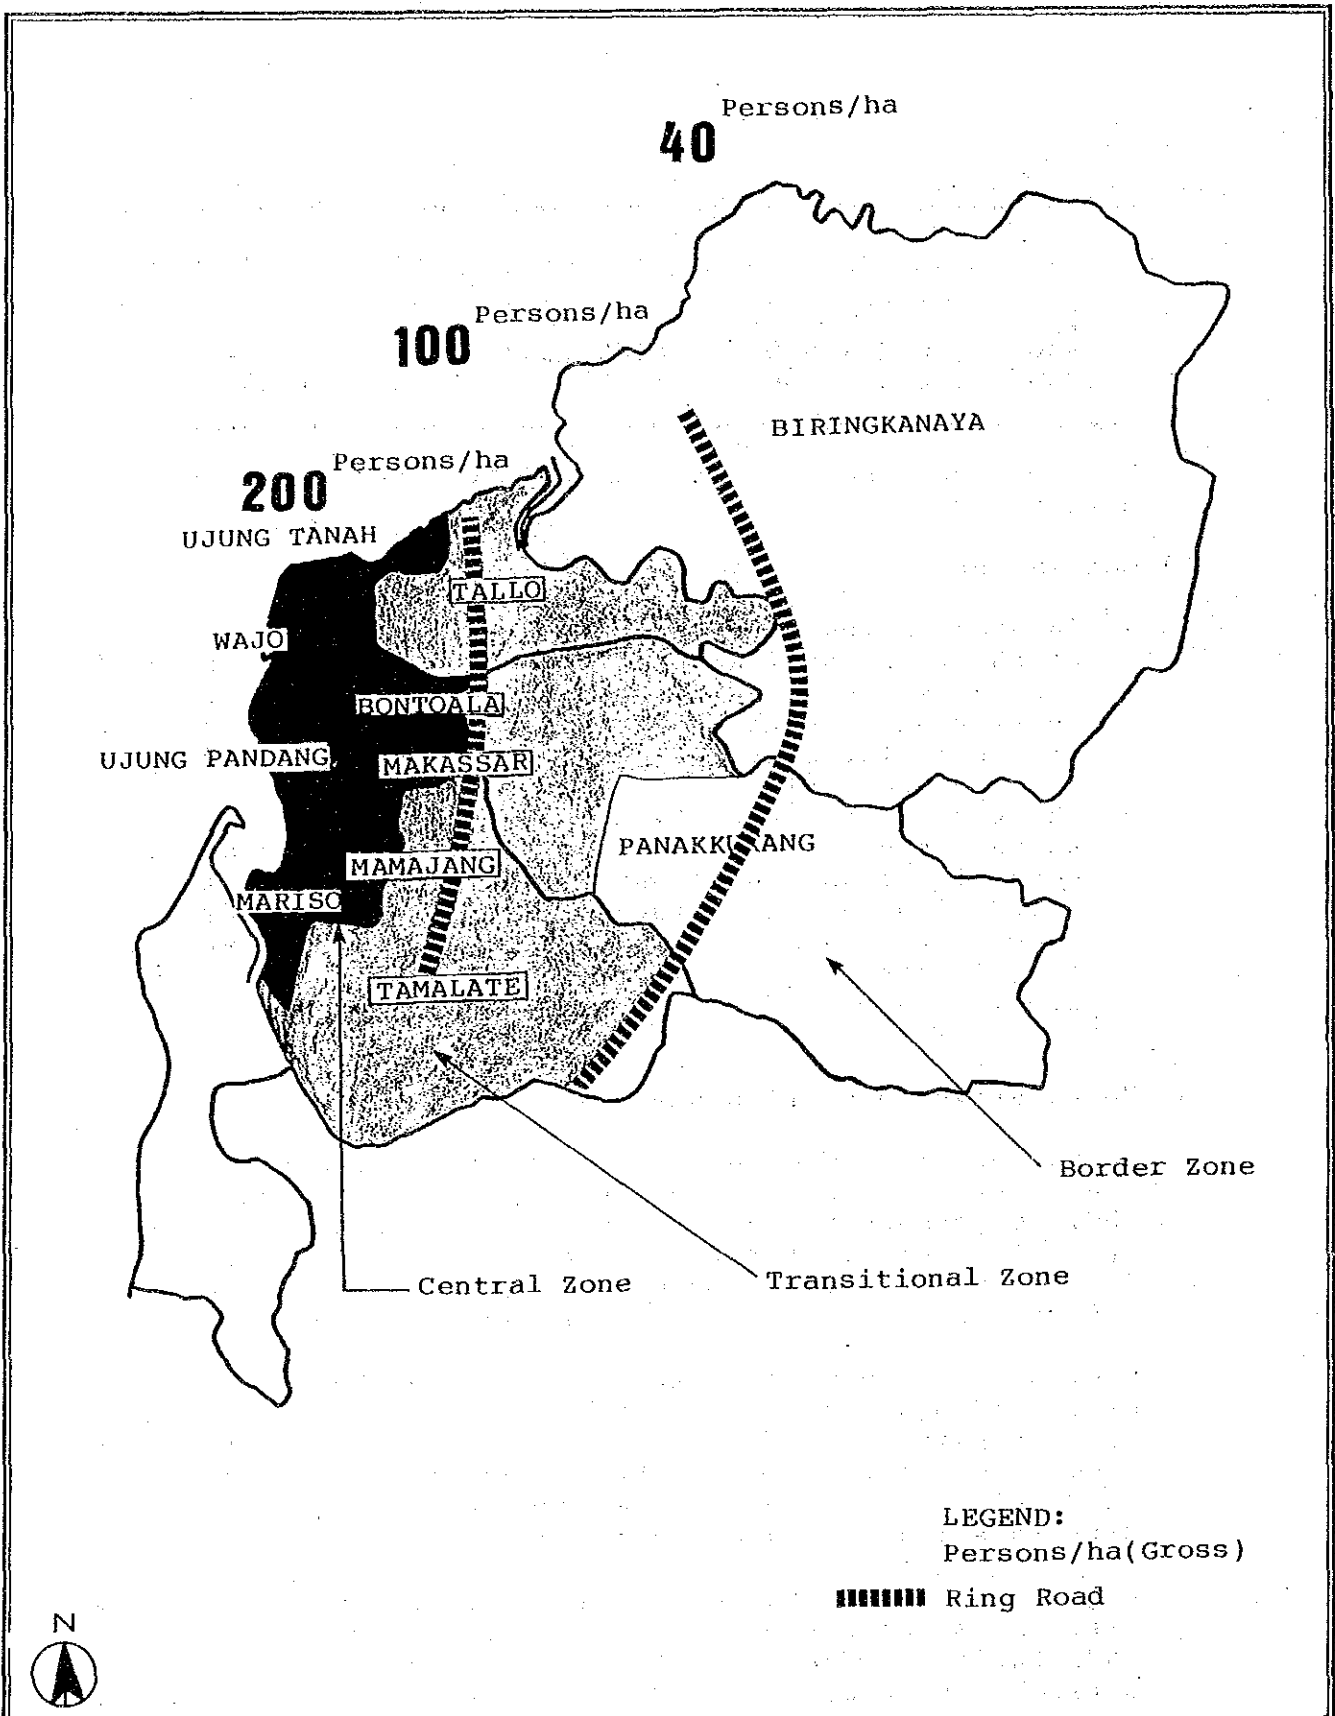 Persons/ha
40
Persons/ha
100
BIRINGKANAYA
Persons/ha
200
UJUNG TANAH
TALLO
WAJO
BONTOALA
UJUNG PANDANG
MAKASSAR
PANAKKUKANG
MAMAJANG
MARISO
TAMALATE
Border Zone
Transitional Zone
Central Zone
LEGEND:
Persons/ha(Gross)
Ring Road
N